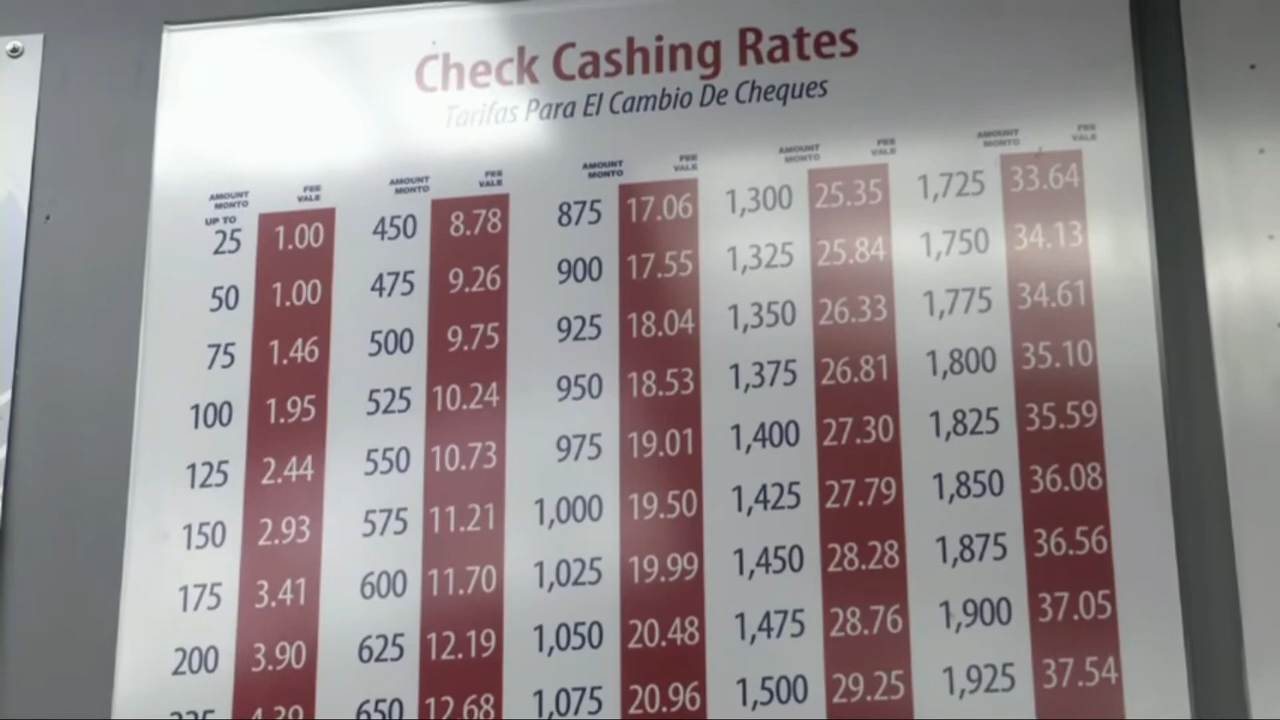 Check Cashing Rates
Tarifas Para El Cambio De Cheques
AMOUNT MONTO FEE VALE AMOUNT MONTO FEE VALE AMOUNT MONTO FEE VALE AMOUNT MONTO FEE VALE AMOUNT MONTO FEE VALE
UP TO
25 1.00 450 8.78 875 17.06 1,300 25.35 1,725 33.64
50 1.00 475 9.26 900 17.55 1,325 25.84 1,750 34.13
75 1.46 500 9.75 925 18.04 1,350 26.33 1,775 34.61
100 1.95 525 10.24 950 18.53 1,375 26.81 1,800 35.10
125 2.44 550 10.73 975 19.01 1,400 27.30 1,825 35.59
150 2.93 575 11.21 1,000 19.50 1,425 27.79 1,850 36.08
175 3.41 600 11.70 1,025 19.99 1,450 28.28 1,875 36.56
200 3.90 625 12.19 1,050 20.48 1,475 28.76 1,900 37.05
225 4.39 650 12.68 1,075 20.96 1,500 29.25 1,925 37.54